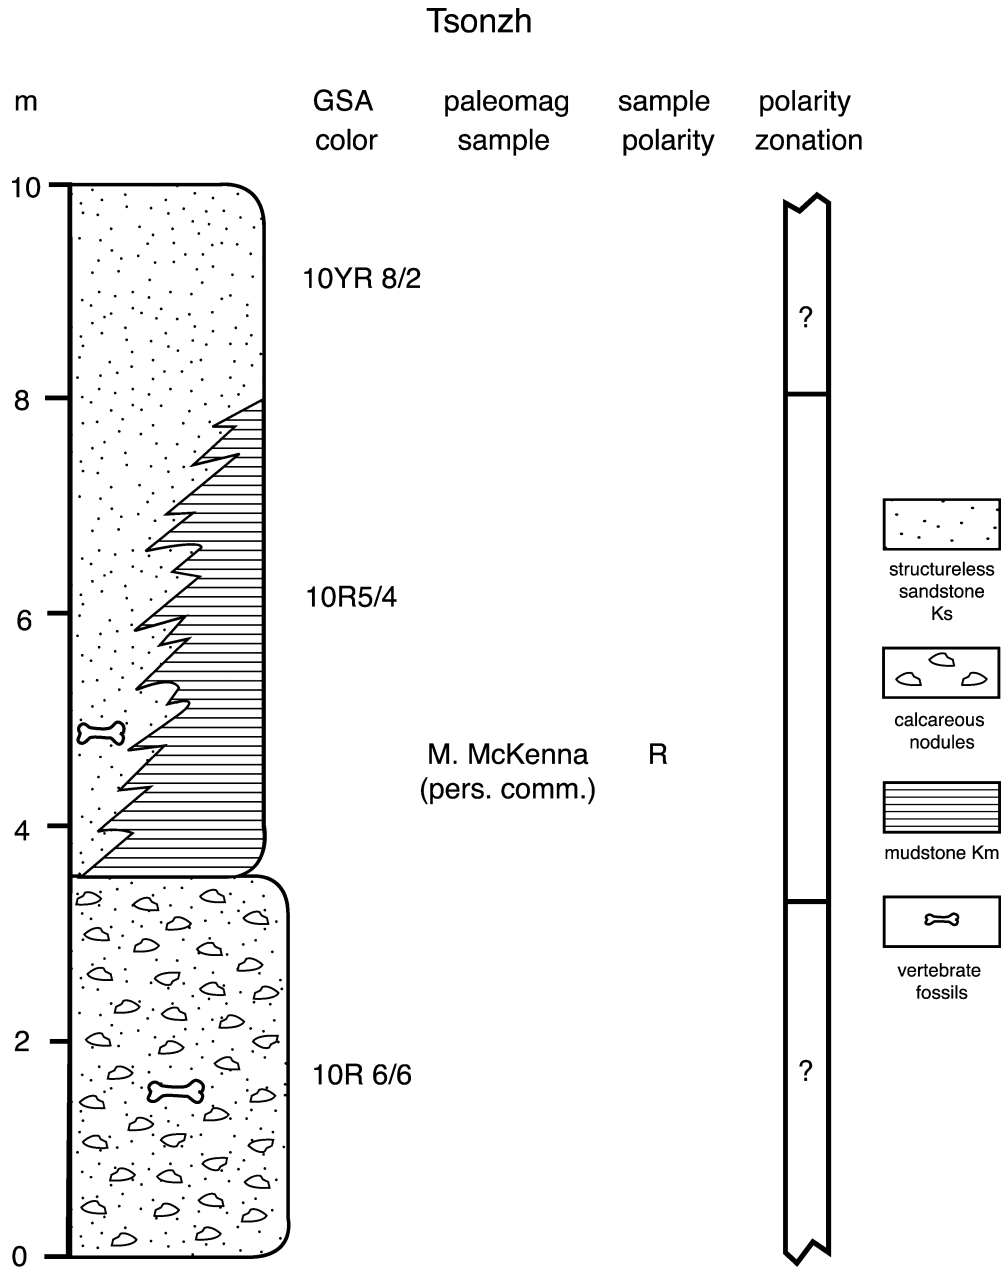 Tsonzh
m
GSA
color
paleomag
sample
sample
polarity
polarity
zonation
10
10YR 8/2
?
8
6
10R5/4
M. McKenna
(pers. comm.)
R
4
2
10R 6/6
?
0
structureless
sandstone
Ks
calcareous
nodules
mudstone Km
vertebrate
fossils